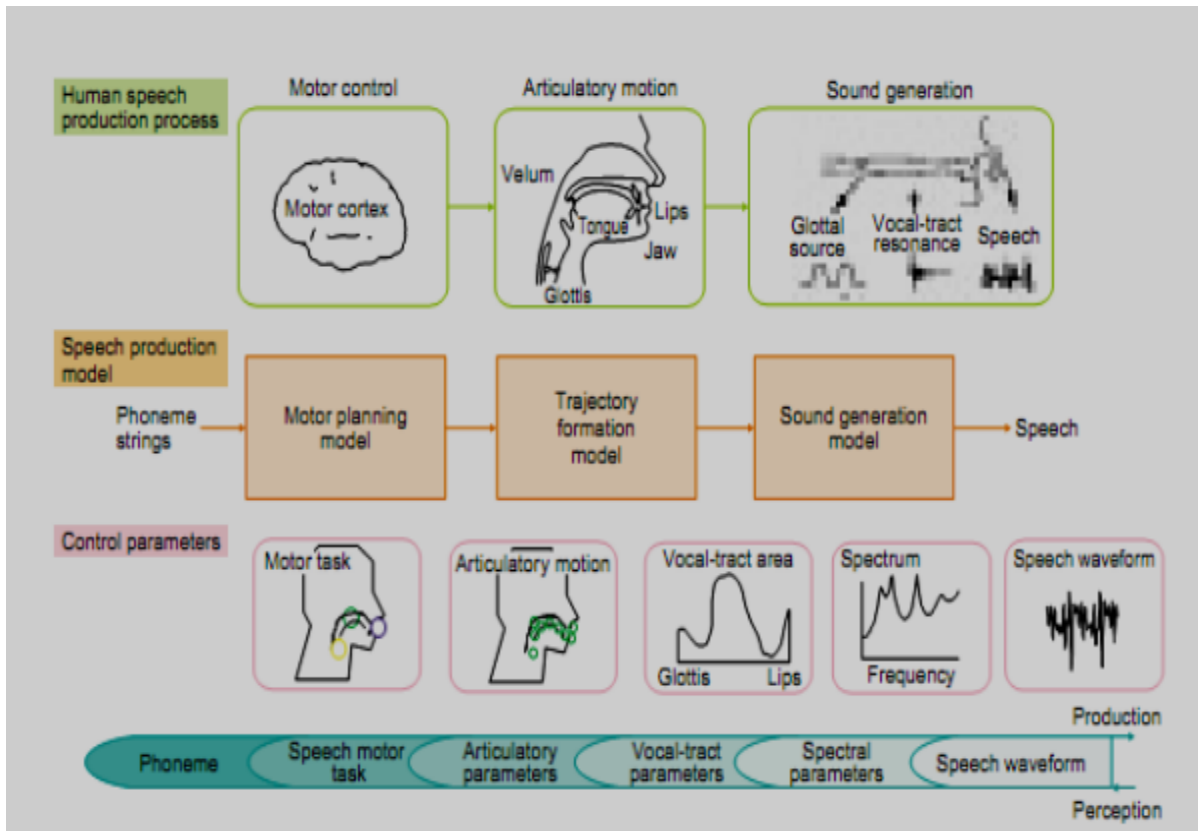 Human speech
production process
Motor control
Motor cortex
Articulatory motion
Velum
Tongue
Lips
Jaw
Glottis
Sound generation
Glottal
source
Vocal-tract
resonance
Speech
Speech production
model
Phoneme
strings
Motor planning
model
Trajectory
formation
model
Sound generation
model
Speech
Control parameters
Motor task
Articulatory motion
Vocal-tract area
Glottis
Lips
Spectrum
Frequency
Speech waveform
Production
Phoneme
Speech motor
task
Articulatory
parameters
Vocal-tract
parameters
Spectral
parameters
Speech waveform
Perception